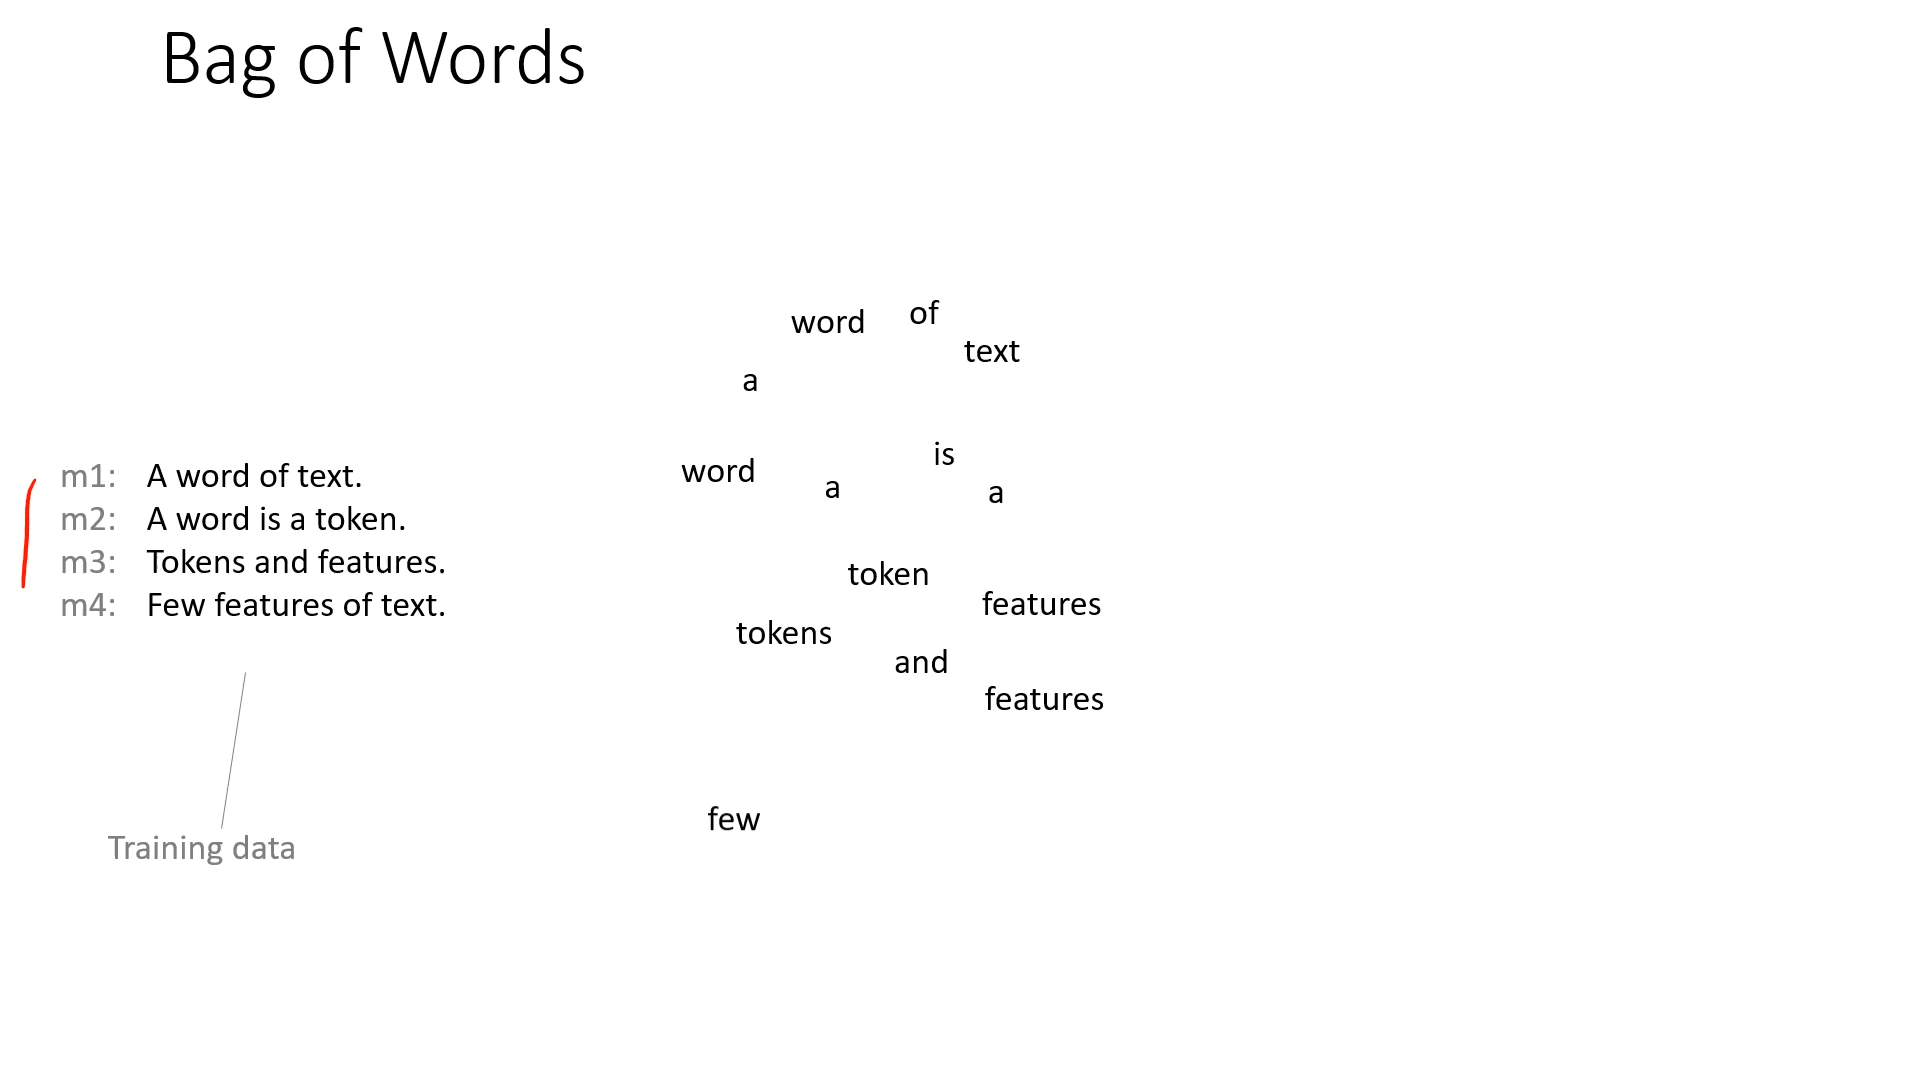 Bag of Words
m1: A word of text.
m2: A word is a token.
m3: Tokens and features.
m4: Few features of text.
Training data
word of
text
a
is
word
a
a
token
features
tokens
and
features
few